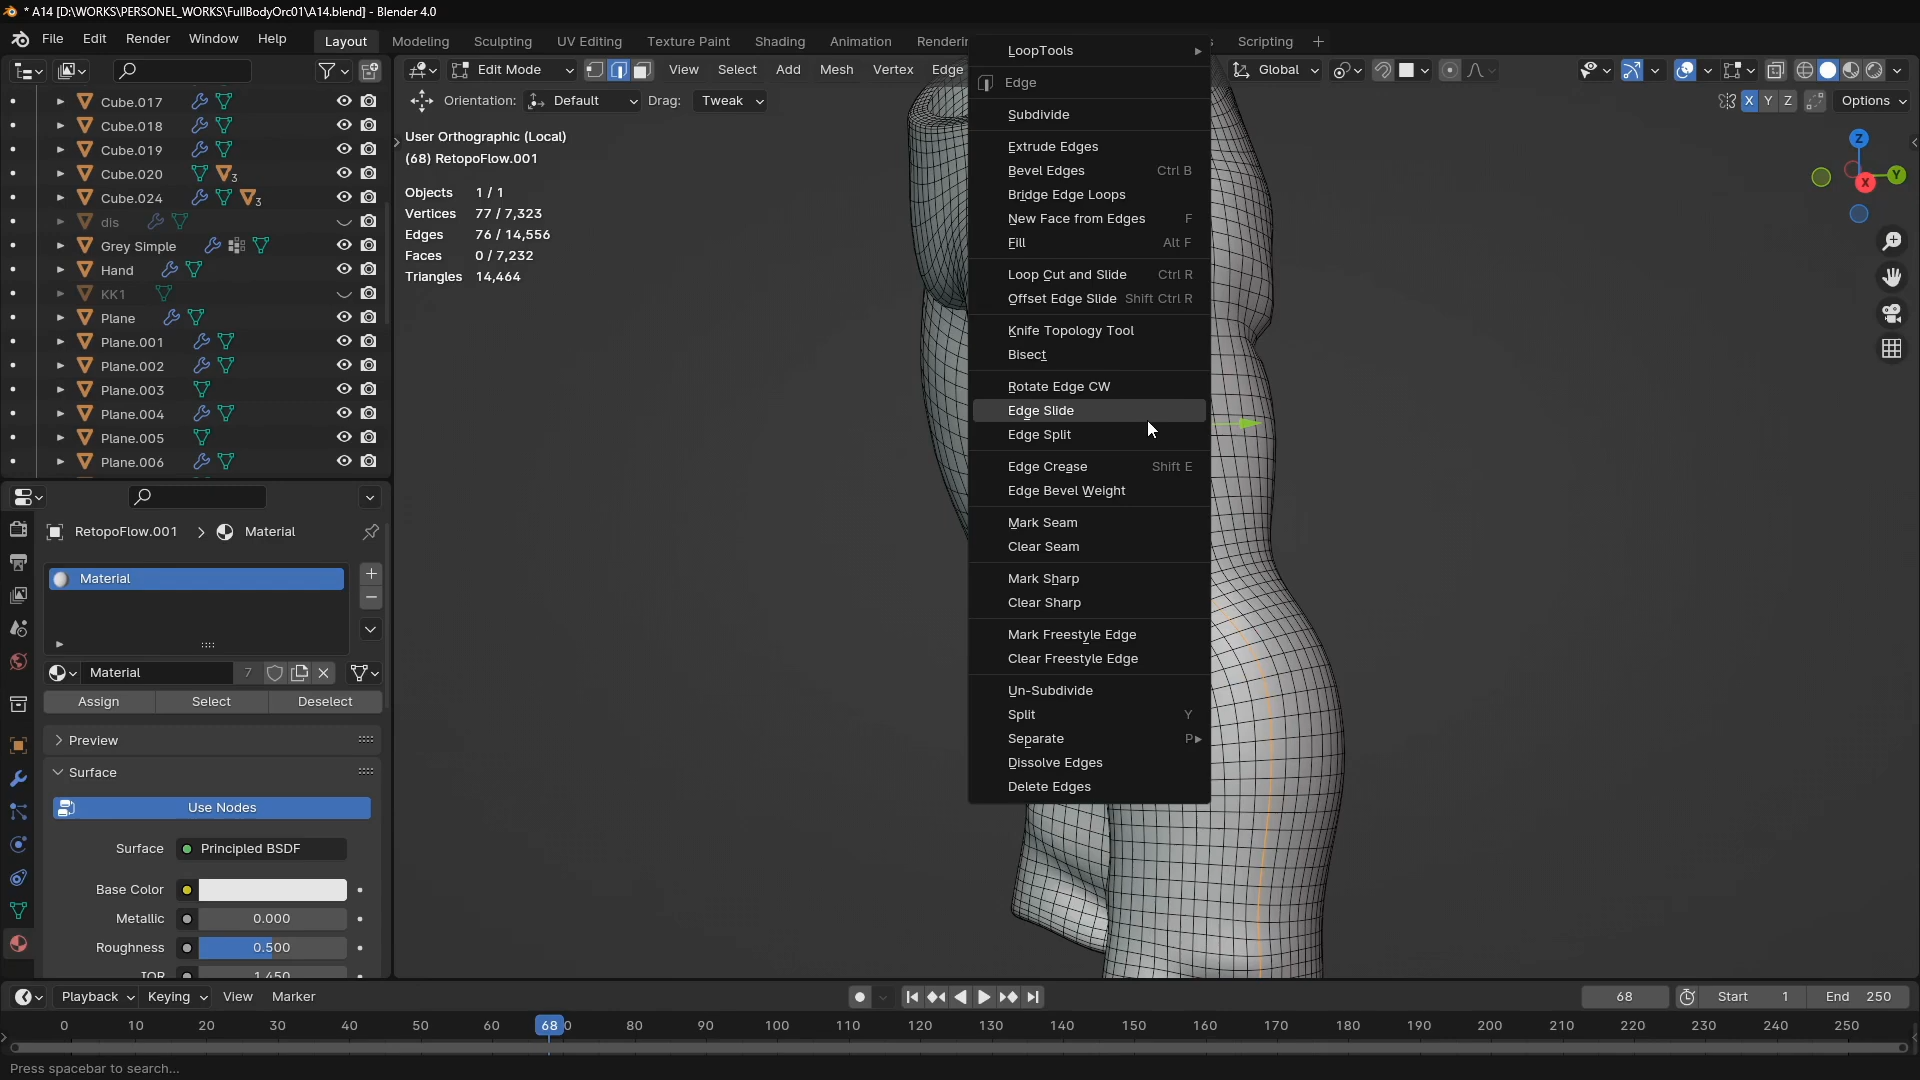 * A14 [D:\WORKS\PERSONEL_WORKS\FullBodyOrc01\A14.blend] - Blender 4.0
File Edit Render Window Help Layout Modeling Sculpting UV Editing Texture Paint Shading Animation Scripting
Edit Mode View Select Add Mesh Vertex Edge Global
Orientation: Default Drag: Tweak X Y Z Options
Cube.017
Cube.018
Cube.019
Cube.020 3
Cube.024 3
dis
Grey Simple
Hand
KK1
Plane
Plane.001
Plane.002
Plane.003
Plane.004
Plane.005
Plane.006
RetopoFlow.001 Material
Material
Material 7
Assign Select Deselect
Preview
Surface
Use Nodes
Surface Principled BSDF
Base Color
Metallic 0.000
Roughness 0.500
IOR 1.450
User Orthographic (Local)
(68) RetopoFlow.001
Objects 1 / 1
Vertices 77 / 7,323
Edges 76 / 14,556
Faces 0 / 7,232
Triangles 14,464
LoopTools
Edge
Subdivide
Extrude Edges
Bevel Edges Ctrl B
Bridge Edge Loops
New Face from Edges F
Fill Alt F
Loop Cut and Slide Ctrl R
Offset Edge Slide Shift Ctrl R
Knife Topology Tool
Bisect
Rotate Edge CW
Edge Slide
Edge Split
Edge Crease Shift E
Edge Bevel Weight
Mark Seam
Clear Seam
Mark Sharp
Clear Sharp
Mark Freestyle Edge
Clear Freestyle Edge
Un-Subdivide
Split Y
Separate P
Dissolve Edges
Delete Edges
Z
Y
X
Playback Keying View Marker 68 Start 1 End 250
0 10 20 30 40 50 60 68 80 90 100 110 120 130 140 150 160 170 180 190 200 210 220 230 240 250
Press spacebar to search...